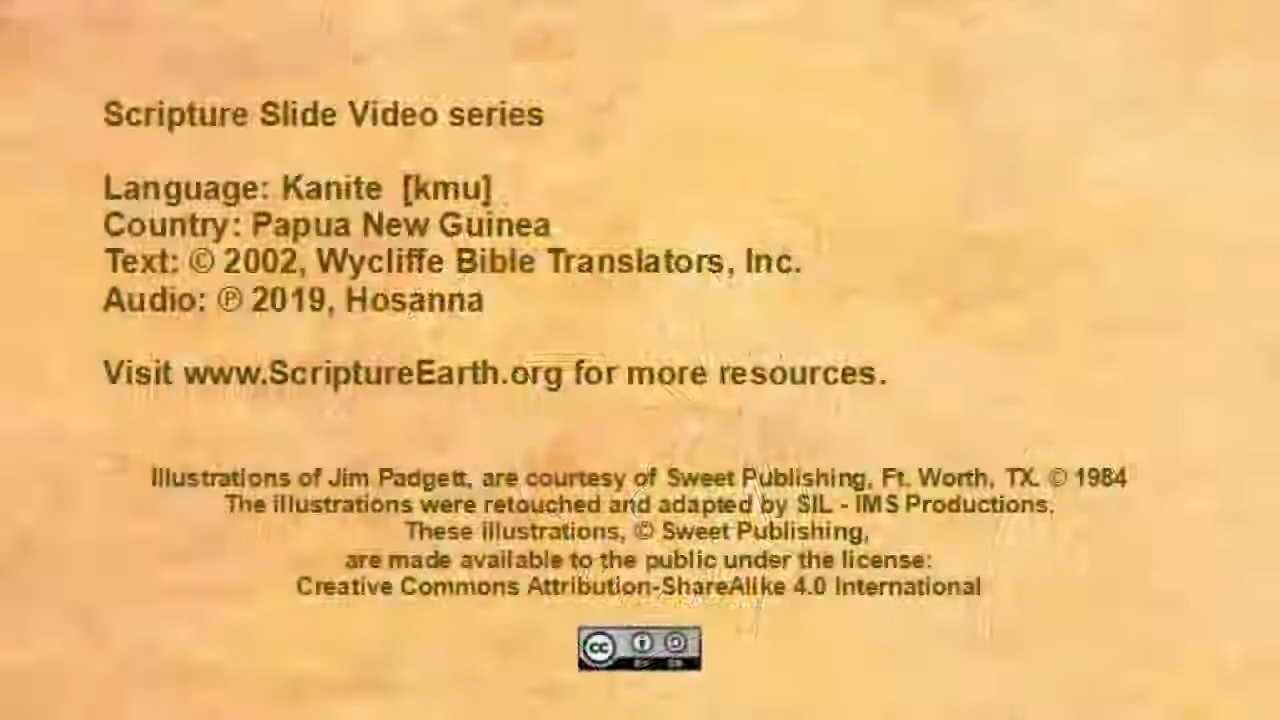 Scripture Slide Video series
Language: Kanite [kmu]
Country: Papua New Guinea
Text: © 2002, Wycliffe Bible Translators, Inc.
Audio: ℗ 2019, Hosanna
Visit www.ScriptureEarth.org for more resources.
Illustrations of Jim Padgett, are courtesy of Sweet Publishing, Ft. Worth, TX. © 1984
The illustrations were retouched and adapted by SIL - IMS Productions.
These illustrations, © Sweet Publishing,
are made available to the public under the license:
Creative Commons Attribution-ShareAlike 4.0 International
cc